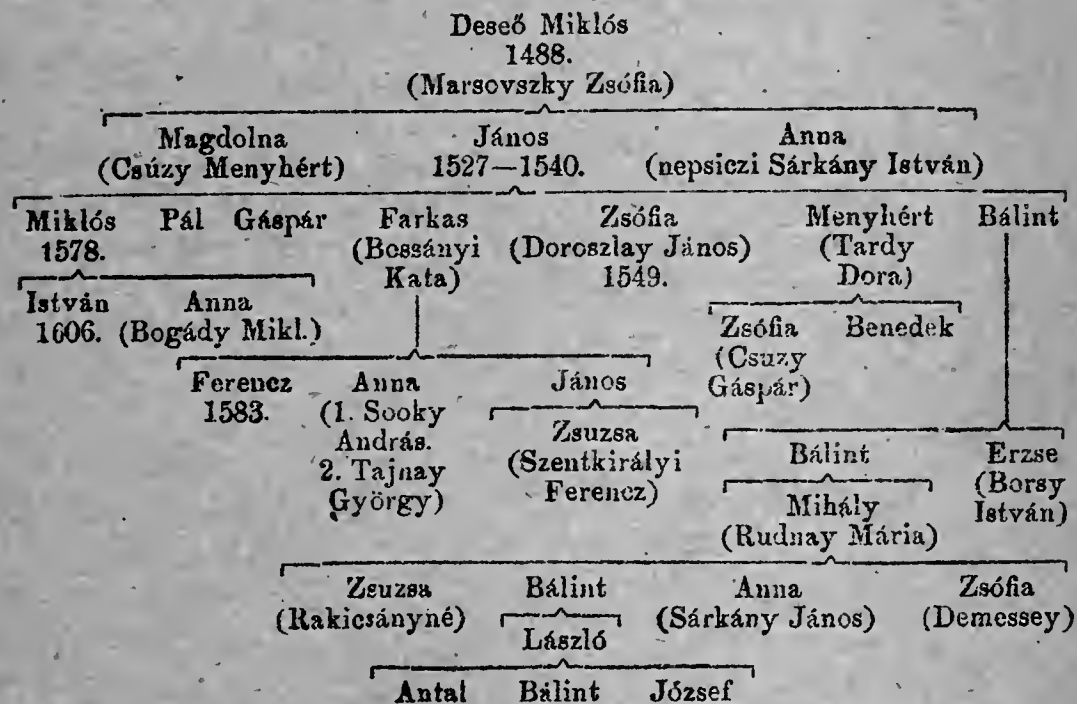 Deseő Miklós
1488.
(Marsovszky Zsófia)
Magdolna János Anna
(Csúzy Menyhért) 1527—1540. (nepsiczi Sárkány István)
Miklós Pál Gáspár Farkas Zsófia Menyhért Bálint
1578. (Bossányi (Doroszlay János) (Tardy
Kata) 1549. Dora)
István Anna
1606. (Bogády Mikl.)
Zsófia Benedek
(Csuzy
Gáspár)
Ferencz Anna János
1583. (1. Sooky
András.
2. Tajnay
György)
Zsuzsa
(Szentkirályi
Ferencz)
Bálint Erzse
(Borsy
István)
Mihály
(Rudnay Mária)
Zsuzsa Bálint Anna Zsófia
(Rakicsányné) (Sárkány János) (Demessey)
László
Antal Bálint József